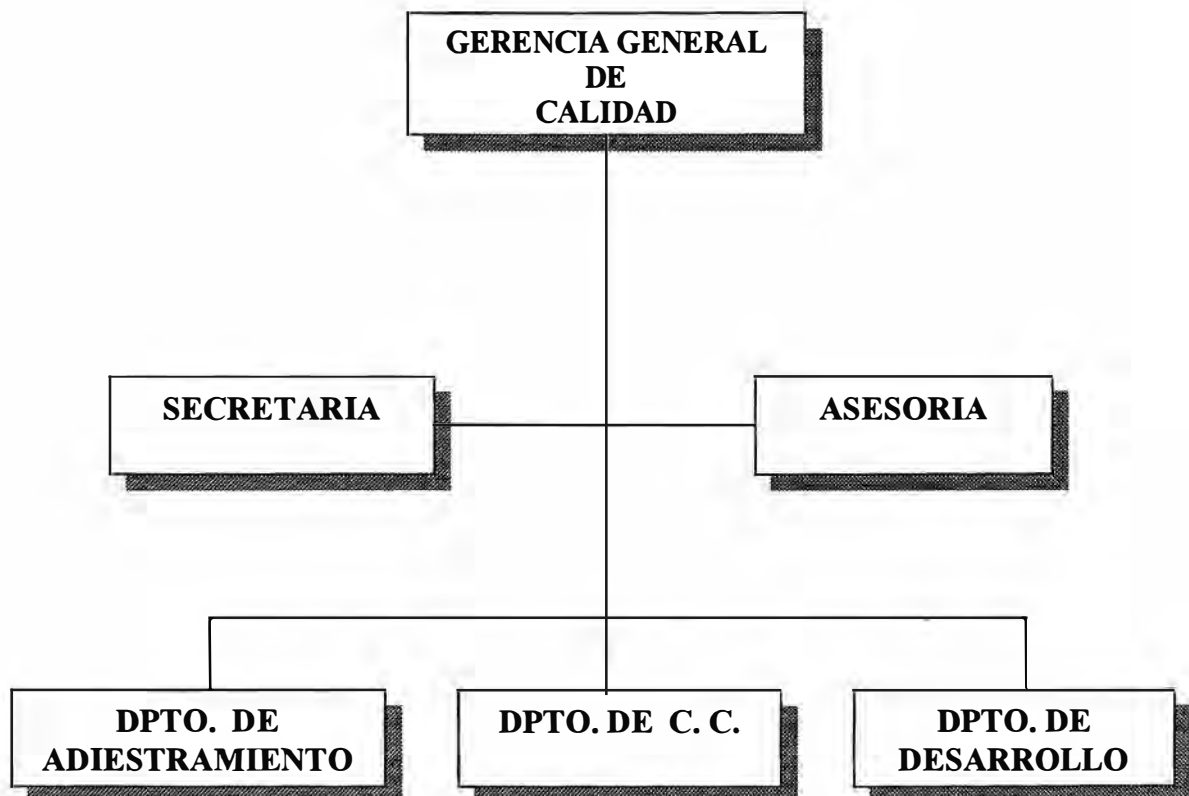 GERENCIA GENERAL
DE
CALIDAD
SECRETARIA
ASESORIA
DPTO. DE
ADIESTRAMIENTO
DPTO. DE C. C.
DPTO. DE
DESARROLLO